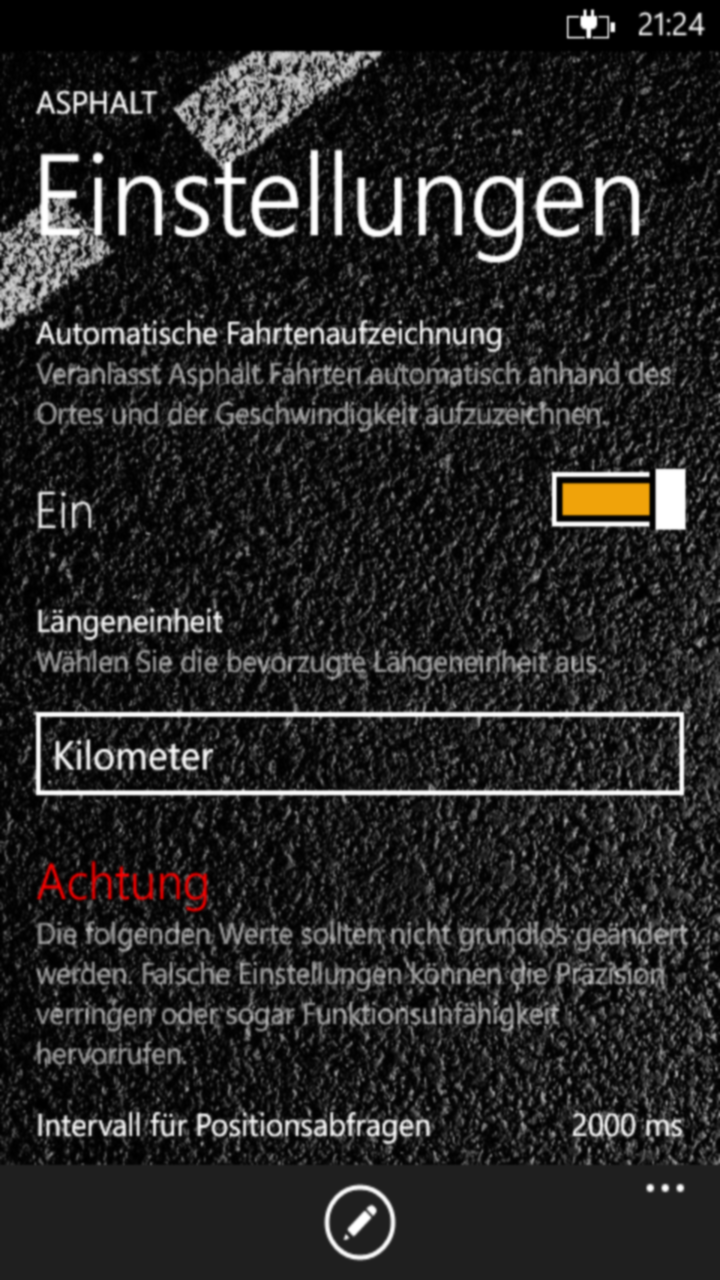 21:24
ASPHALT
Einstellungen
Automatische Fahrtenaufzeichnung
Veranlasst Asphalt Fahrten automatisch anhand des
Ortes und der Geschwindigkeit aufzuzeichnen.
Ein
Längeneinheit
Wählen Sie die bevorzugte Längeneinheit aus.
Kilometer
Achtung
Die folgenden Werte sollten nicht grundlos geändert
werden. Falsche Einstellungen können die Präzision
verringen oder sogar Funktionsunfähigkeit
hervorrufen.
Intervall für Positionsabfragen 2000 ms